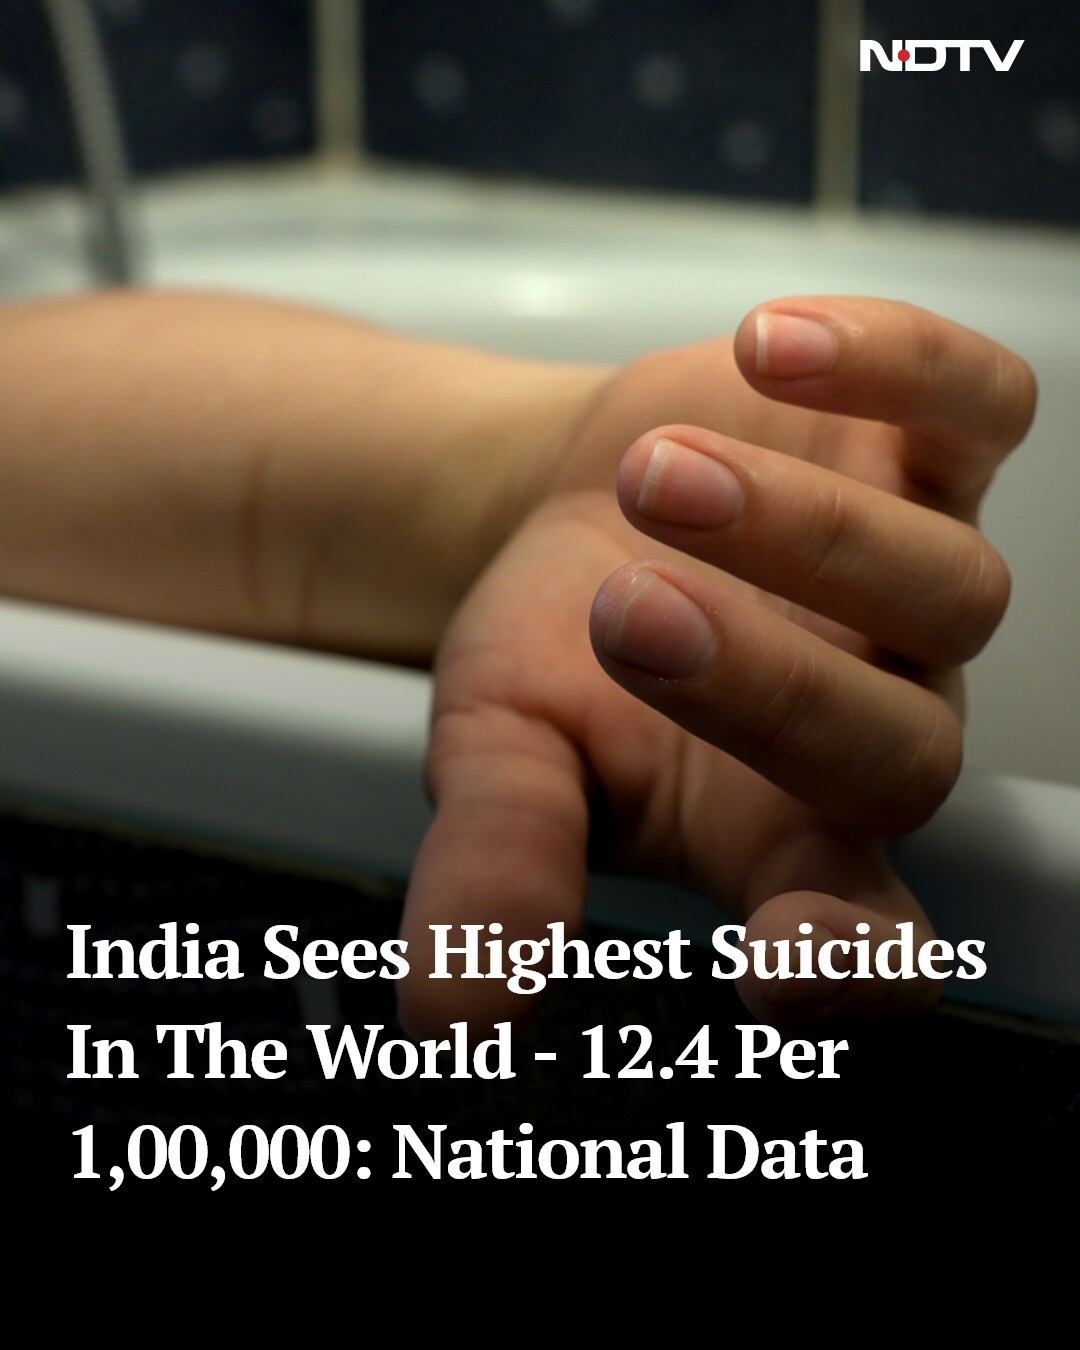 NDTV
India Sees Highest Suicides
In The World - 12.4 Per
1,00,000: National Data